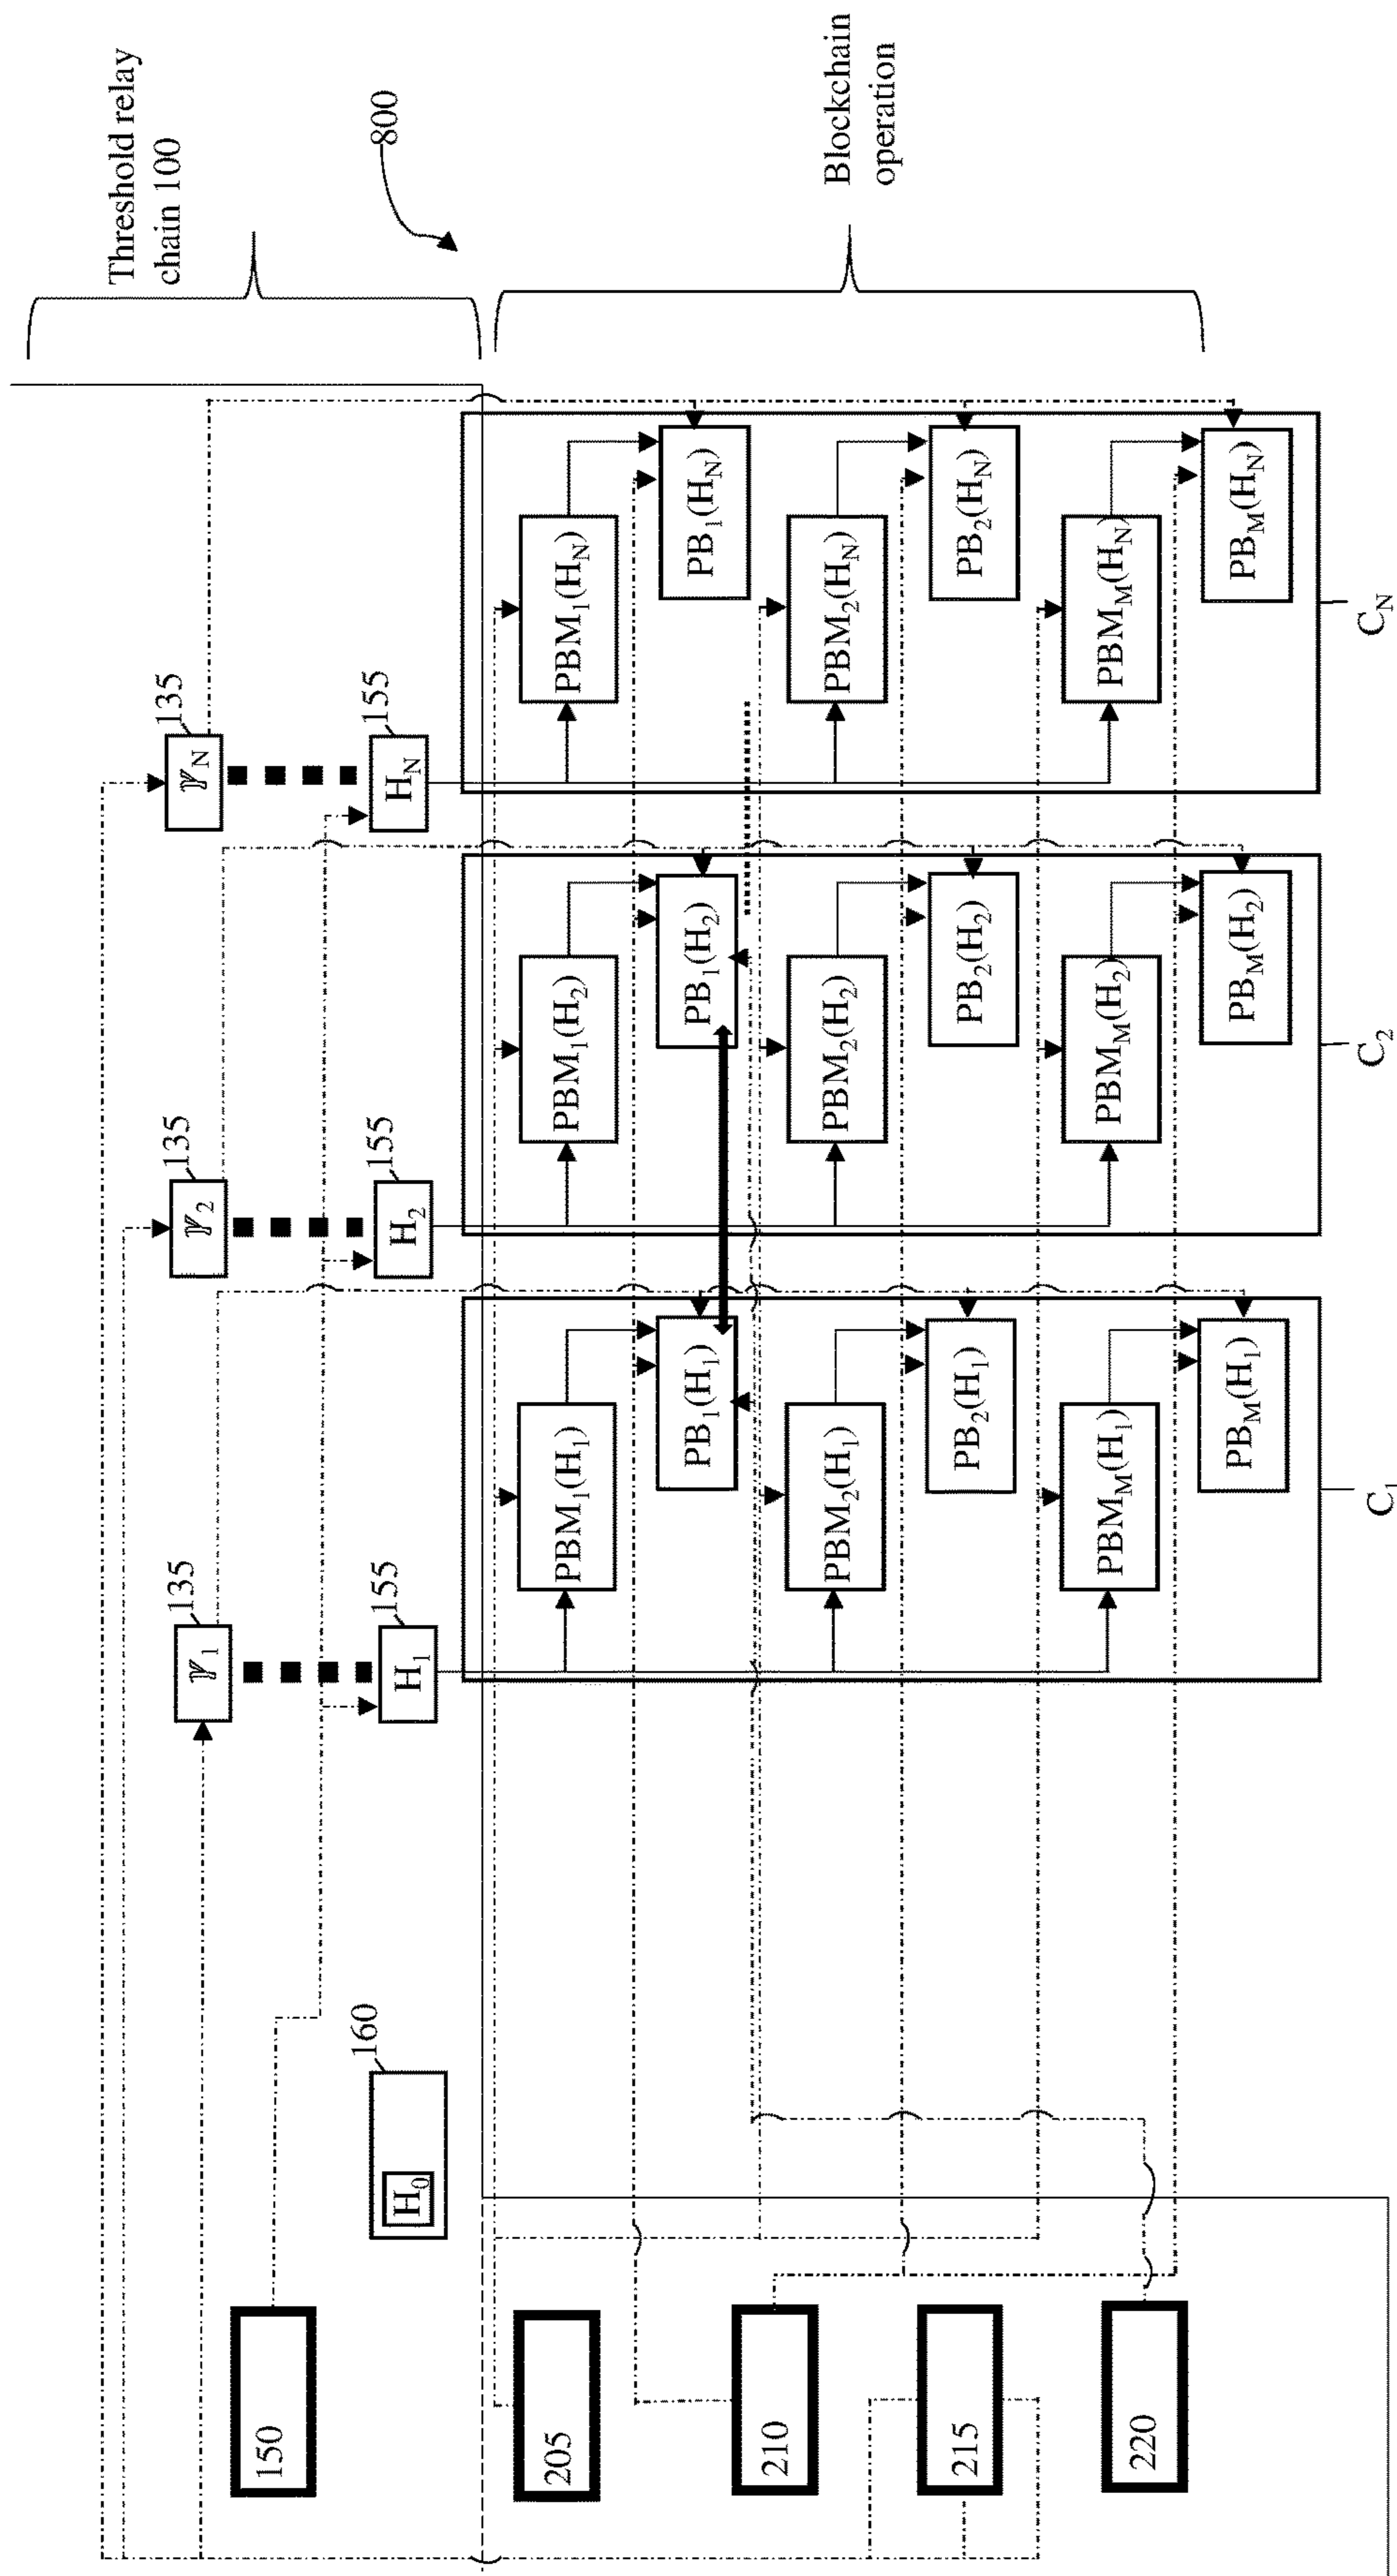 Threshold relay
chain 100
800
Blockchain
operation
150
160
H₀
205
210
215
220
135
𝕐₁
155
H₁
135
𝕐₂
155
H₂
135
𝕐N
155
HN
PBM₁(H₁)
PB₁(H₁)
PBM₂(H₁)
PB₂(H₁)
PBMM(H₁)
PBM(H₁)
C₁
PBM₁(H₂)
PB₁(H₂)
PBM₂(H₂)
PB₂(H₂)
PBMM(H₂)
PBM(H₂)
C₂
PBM₁(HN)
PB₁(HN)
PBM₂(HN)
PB₂(HN)
PBMM(HN)
PBM(HN)
CN